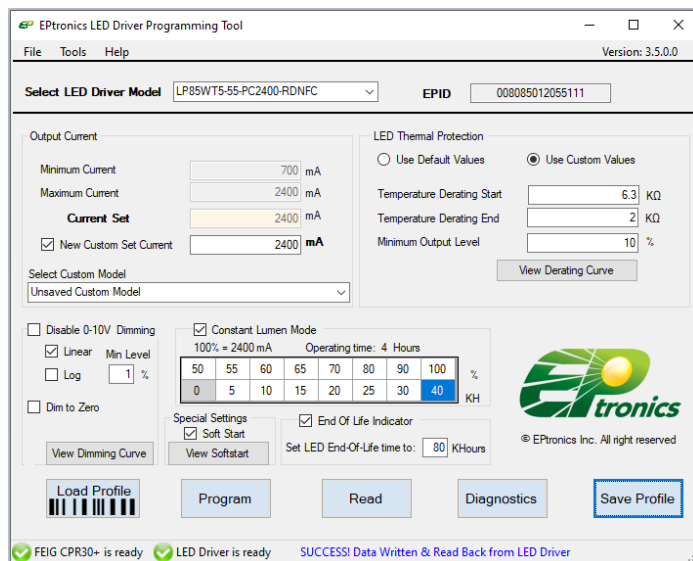 EPtronics LED Driver Programming Tool
File Tools Help Version: 3.5.0.0
Select LED Driver Model LP85WT5-55-PC2400-RDNFC EPID 008085012055111
Output Current
Minimum Current 700 mA
Maximum Current 2400 mA
Current Set 2400 mA
New Custom Set Current 2400 mA
Select Custom Model
Unsaved Custom Model
LED Thermal Protection
Use Default Values Use Custom Values
Temperature Derating Start 6.3 KΩ
Temperature Derating End 2 KΩ
Minimum Output Level 10 %
View Derating Curve
Disable 0-10V Dimming
Linear Min Level
Log 1 %
Dim to Zero
View Dimming Curve
Constant Lumen Mode
100% = 2400 mA Operating time: 4 Hours
50 55 60 65 70 80 90 100 %
0 5 10 15 20 25 30 40 KH
Special Settings
Soft Start
View Softstart
End Of Life Indicator
Set LED End-Of-Life time to: 80 KHours
EPtronics
© EPtronics Inc. All right reserved
Load Profile Program Read Diagnostics Save Profile
FEIG CPR30+ is ready LED Driver is ready SUCCESS! Data Written & Read Back from LED Driver